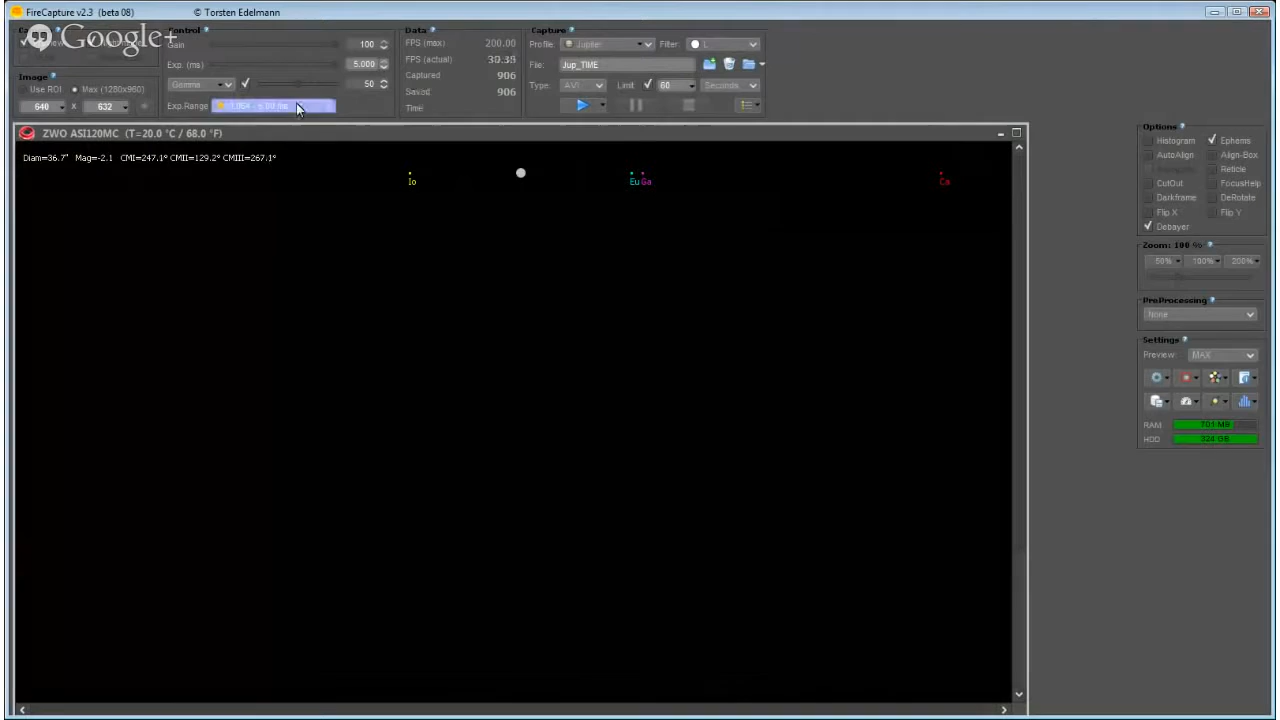 FireCapture v2.3 (beta 08) © Torsten Edelmann
Google+
Control
Gain 100
Exp. (ms) 5.000
Gamma 50
Exp.Range
Image
Use ROI Max (1280x960)
640 x 632
Data
FPS (max) 200.00
FPS (actual) 30.38
Captured 906
Saved 906
Time
Capture
Profile: Jupiter Filter: L
File: Jup_TIME
Type: AVI Limit 60 Seconds
ZWO ASI120MC (T=20.0 °C / 68.0 °F)
Diam=36.7" Mag=-2.1 CMI=247.1° CMII=129.2° CMIII=267.1°
Io Eu Ga Ca
Options
Histogram Ephems
AutoAlign Align-Box
Reticle
CutOut FocusHelp
Darkframe DeRotate
Flip X Flip Y
Debayer
Zoom: 100 %
50% 100% 200%
PreProcessing
None
Settings
Preview: MAX
RAM 701 MB
HDD 324 GB